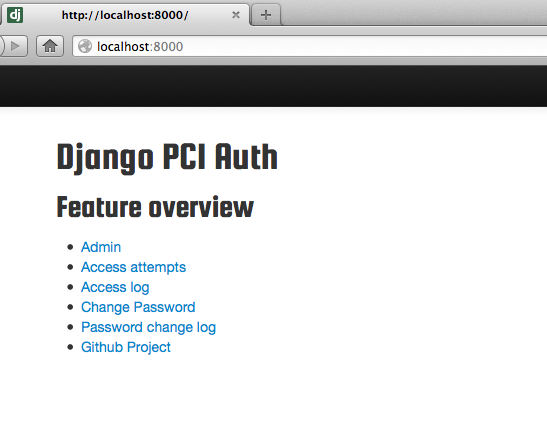 dj http://localhost:8000/
localhost:8000
Django PCI Auth
Feature overview
Admin
Access attempts
Access log
Change Password
Password change log
Github Project